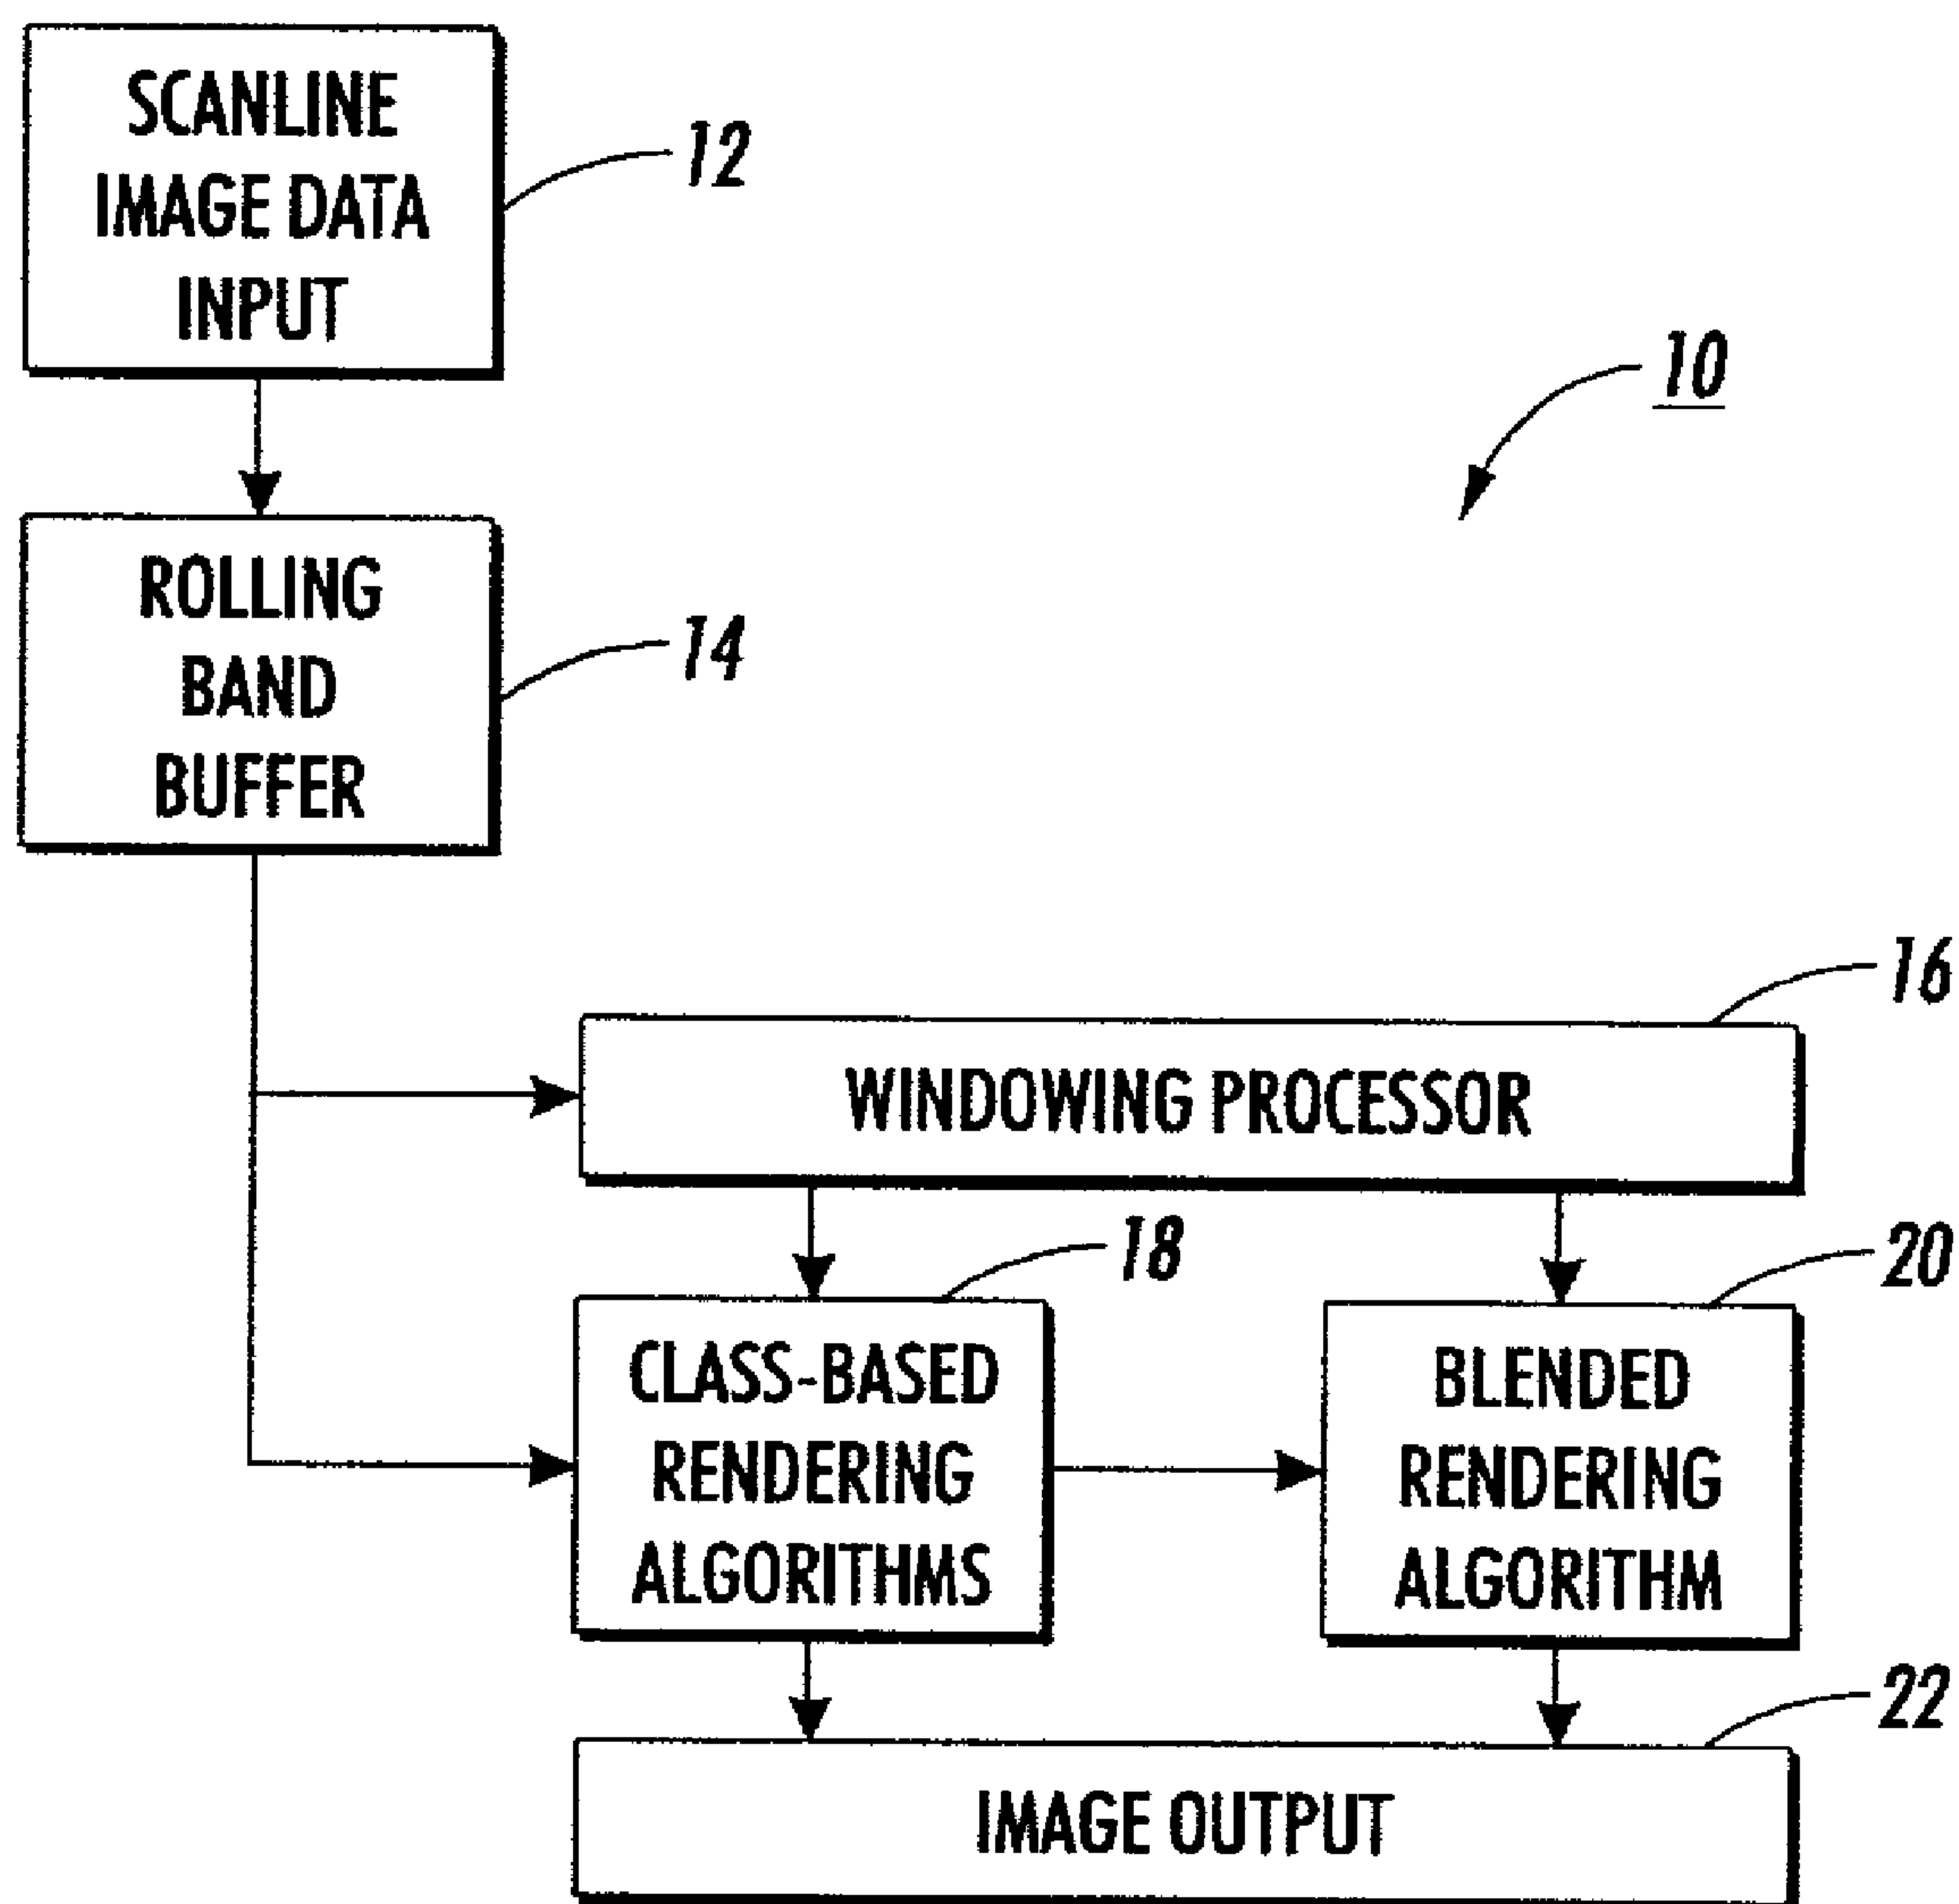 SCANLINE
IMAGE DATA
INPUT
12
10
ROLLING
BAND
BUFFER
14
16
WINDOWING PROCESSOR
18
20
CLASS-BASED
RENDERING
ALGORITHMS
BLENDED
RENDERING
ALGORITHM
22
IMAGE OUTPUT